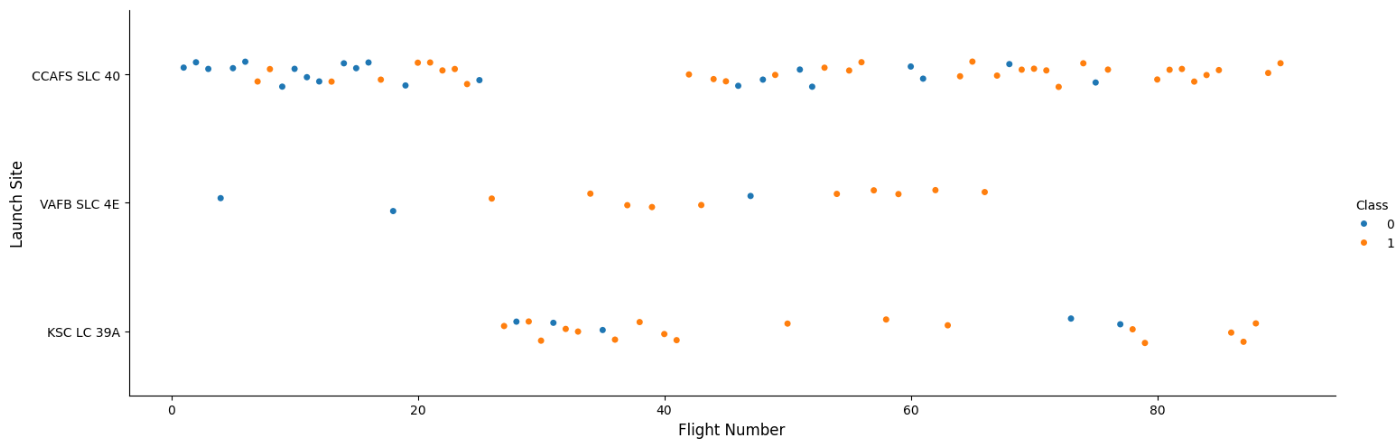 CCAFS SLC 40
VAFB SLC 4E
KSC LC 39A
Launch Site
0 20 40 60 80
Flight Number
Class
0
1